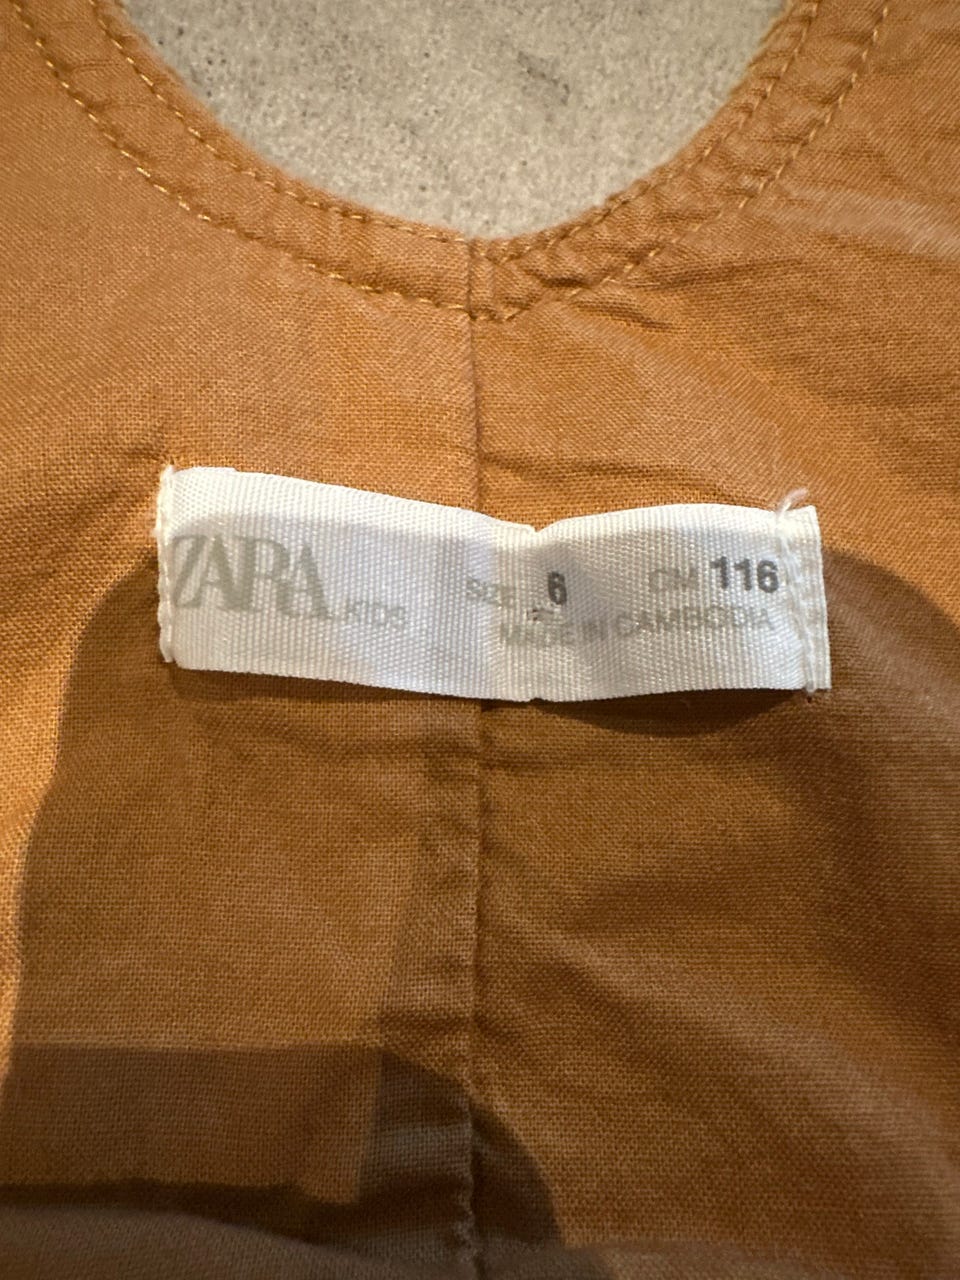 ZARA KIDS SIZE 6 CM 116
MADE IN CAMBODIA